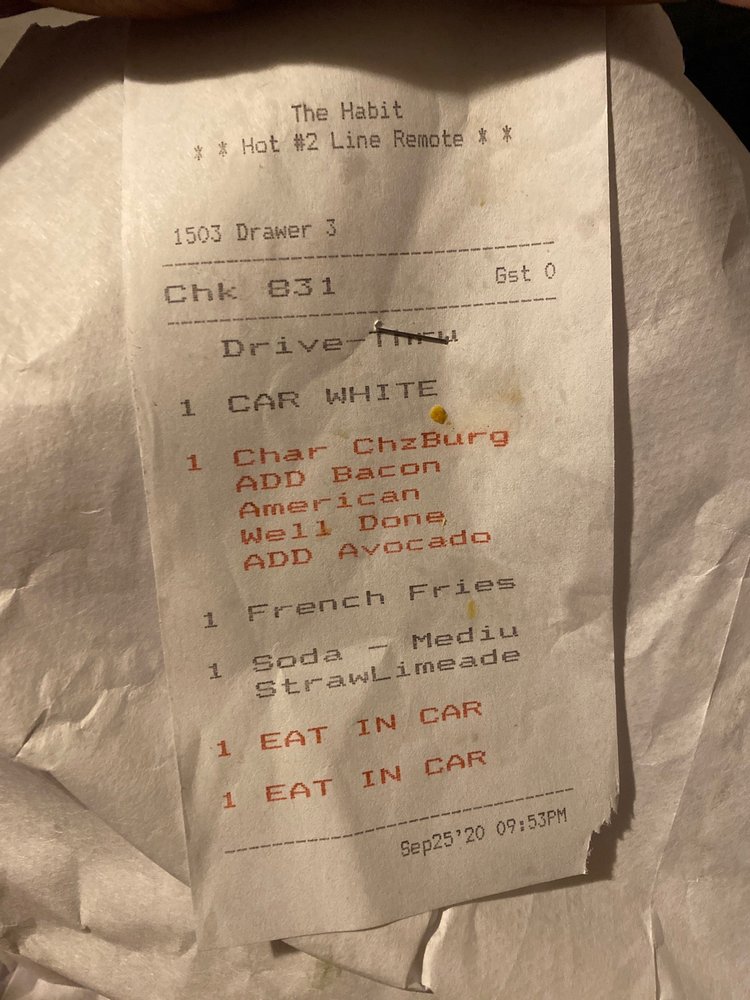 The Habit
* * Hot #2 Line Remote * *
1503 Drawer 3
Chk 831 Gst 0
Drive-Thru
1 CAR WHITE
1 Char ChzBurg
ADD Bacon
American
Well Done
ADD Avocado
1 French Fries
1 Soda - Mediu
StrawLimeade
1 EAT IN CAR
1 EAT IN CAR
Sep25'20 09:53PM